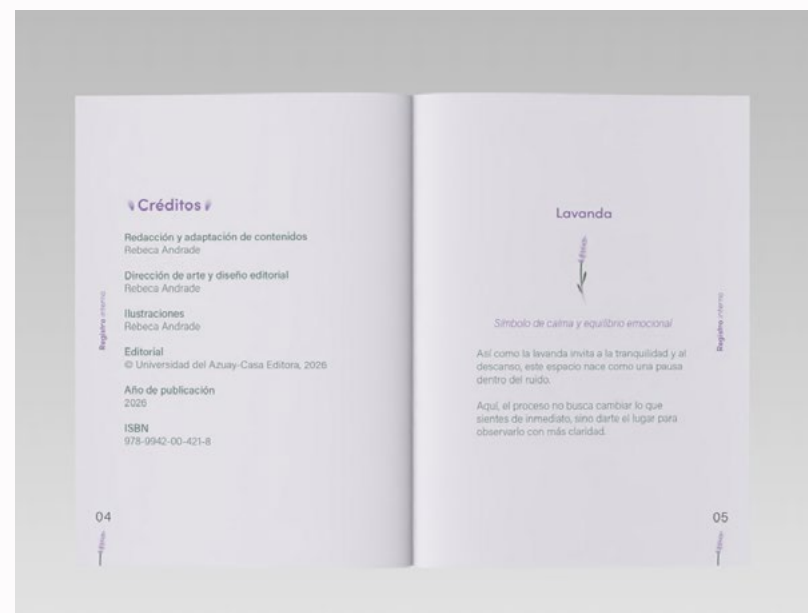 Créditos
Redacción y adaptación de contenidos
Rebeca Andrade
Dirección de arte y diseño editorial
Rebeca Andrade
Ilustraciones
Rebeca Andrade
Editorial
© Universidad del Azuay-Casa Editora, 2026
Año de publicación
2026
ISBN
978-9942-00-421-8
Registro interno
04
Lavanda
Símbolo de calma y equilibrio emocional
Así como la lavanda invita a la tranquilidad y al
descanso, este espacio nace como una pausa
dentro del ruido.
Aquí, el proceso no busca cambiar lo que
sientes de inmediato, sino darte el lugar para
observarlo con más claridad.
Registro interno
05